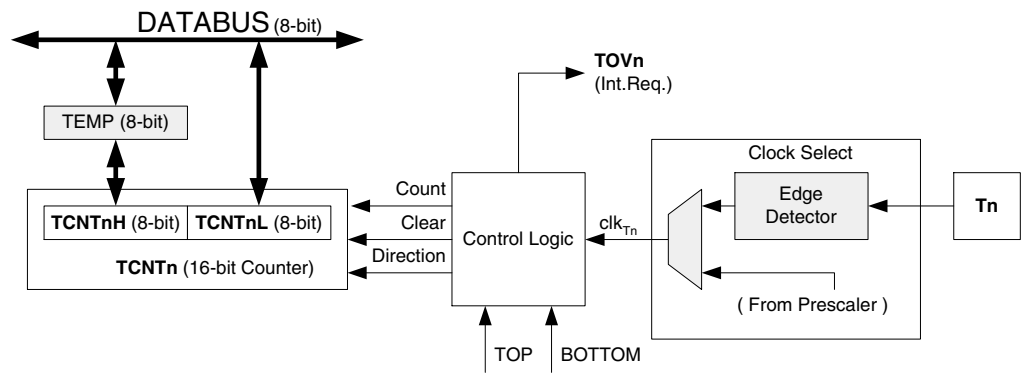 DATABUS (8-bit)
TOVn
(Int.Req.)
TEMP (8-bit)
Clock Select
Count
Edge
Detector
Tn
TCNTnH (8-bit) TCNTnL (8-bit)
Clear
Control Logic
clkTn
TCNTn (16-bit Counter)
Direction
( From Prescaler )
TOP
BOTTOM